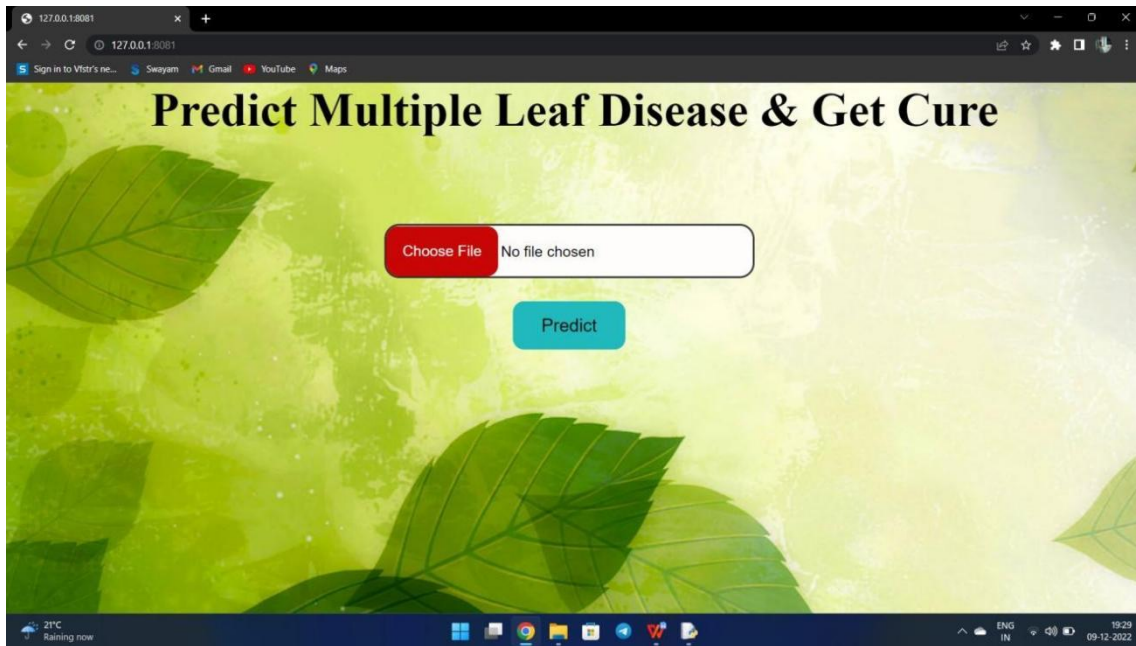 127.0.0.1:8081
127.0.0.1:8081
Sign in to Vfstr's ne... Swayam Gmail YouTube Maps
Predict Multiple Leaf Disease & Get Cure
Choose File No file chosen
Predict
21°C
Raining now
ENG
IN
19:29
09-12-2022